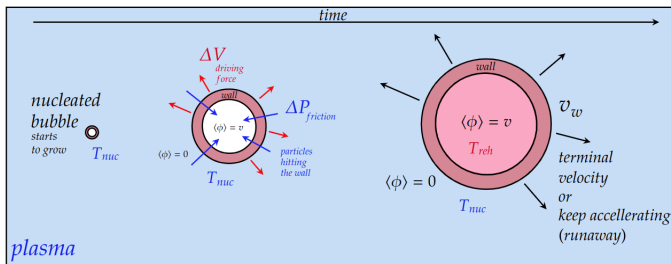 time
nucleated
bubble
starts
to grow
T_nuc
ΔV
driving
force
wall
ΔP_friction
⟨ϕ⟩ = v
⟨ϕ⟩ = 0
particles
hitting
the wall
T_nuc
wall
v_w
⟨ϕ⟩ = v
T_reh
⟨ϕ⟩ = 0
T_nuc
terminal
velocity
or
keep accellerating
(runaway)
plasma